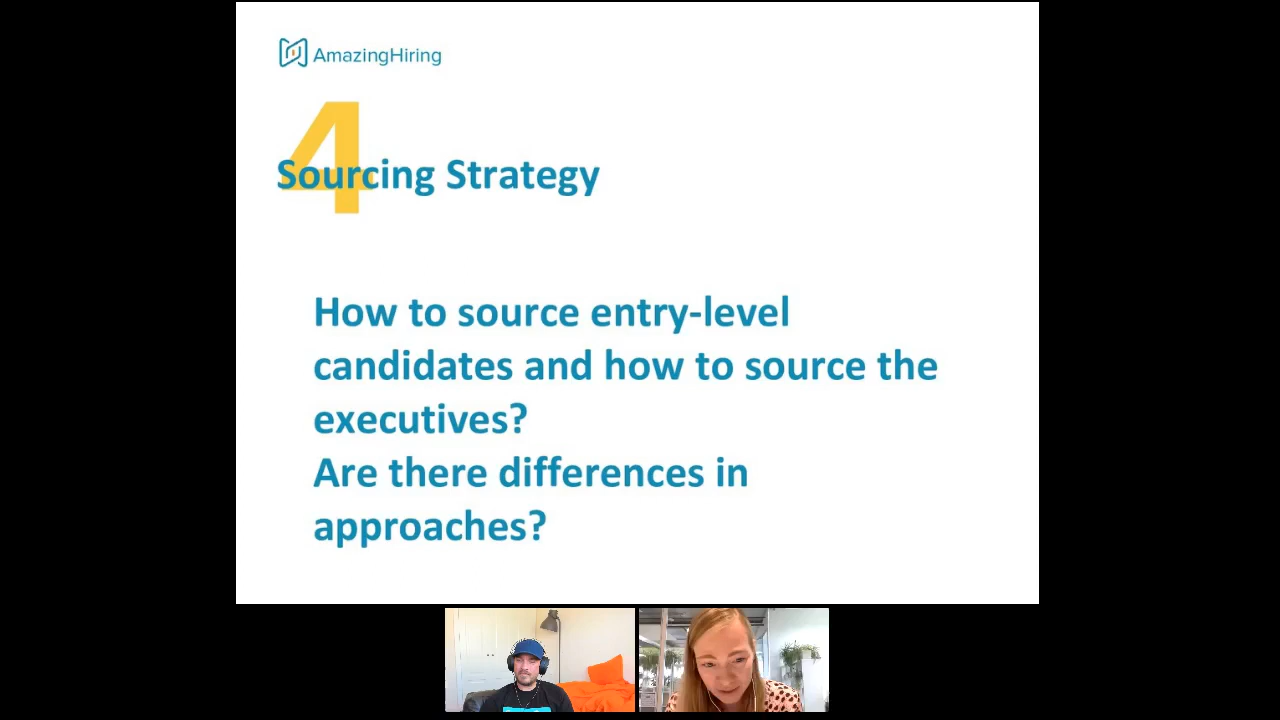 AmazingHiring
4
Sourcing Strategy
How to source entry-level
candidates and how to source the
executives?
Are there differences in
approaches?